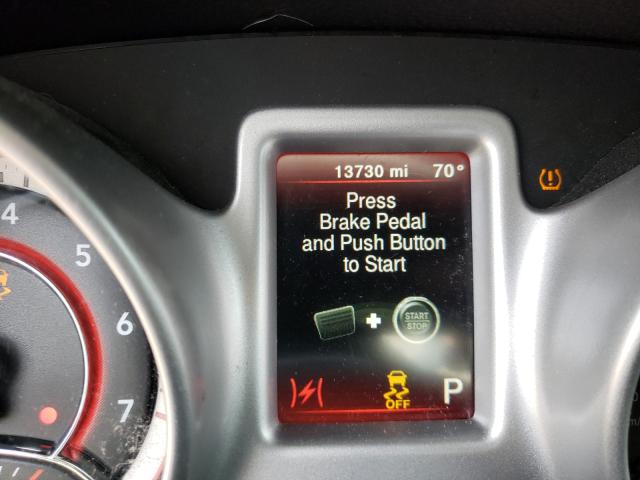 13730 mi 70°
Press
Brake Pedal
and Push Button
to Start
START
STOP
OFF
P
4
5
6
7